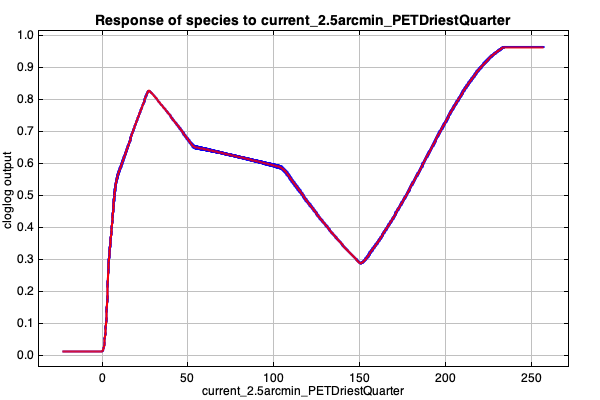 Response of species to current_2.5arcmin_PETDriestQuarter
1.0
0.9
0.8
0.7
0.6
0.5
0.4
0.3
0.2
0.1
0.0
cloglog output
0 50 100 150 200 250
current_2.5arcmin_PETDriestQuarter